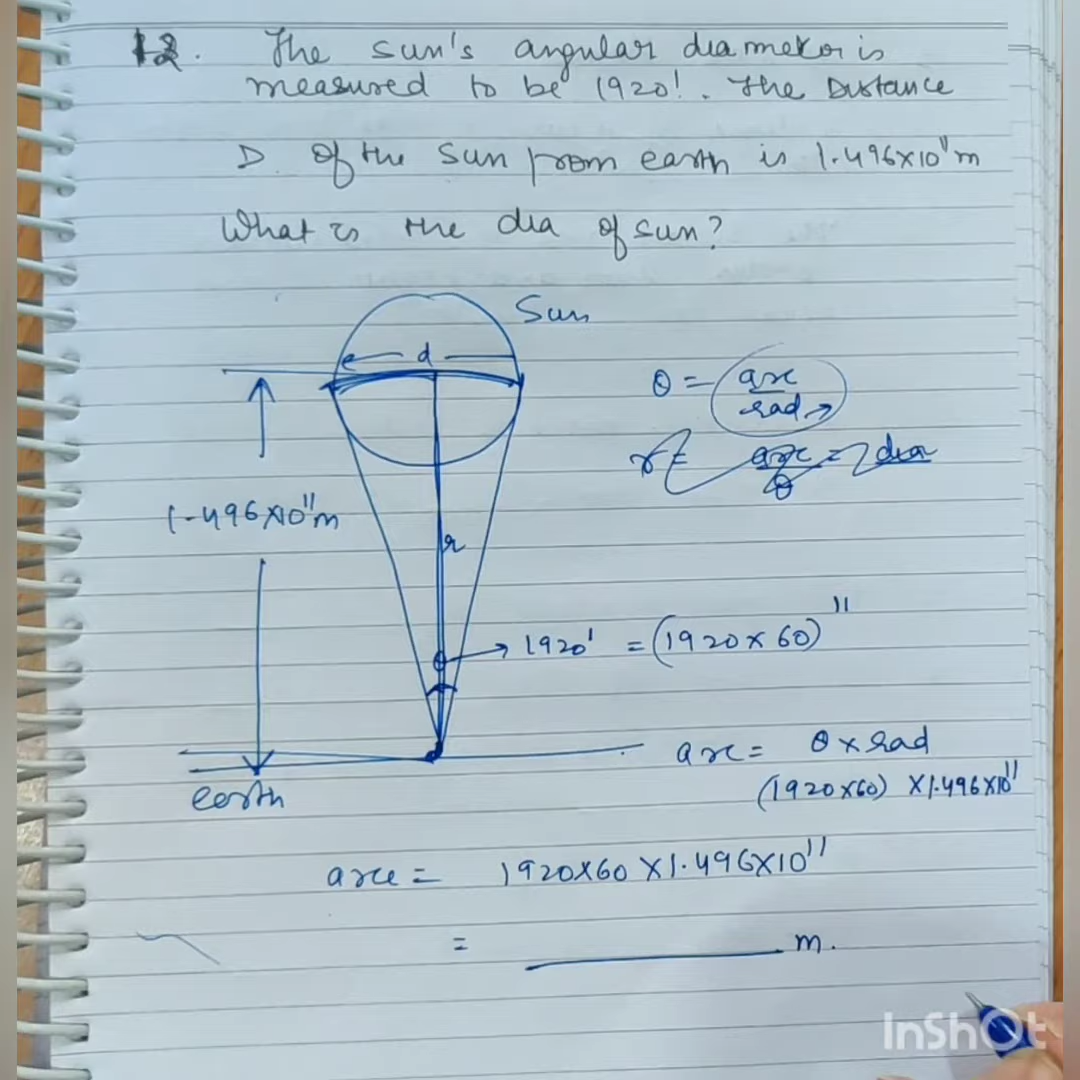 12. The sun's angular diameter is
measured to be 1920'. The Distance
D of the sun from earth is 1.496×10¹¹m
What is the dia of sun?
Sun
d
θ = arc
rad
r = arc = dia
θ
1.496×10¹¹m
r
θ → 1920' = (1920×60)''
arc = θ × rad
(1920×60) × 1.496×10¹¹
earth
arc = 1920×60×1.496×10¹¹
= ________ m.
InShOt